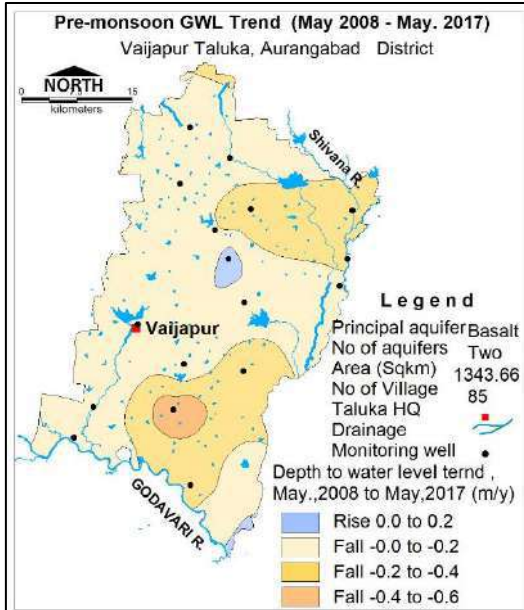 Pre-monsoon GWL Trend (May 2008 - May. 2017)
Vaijapur Taluka, Aurangabad District
NORTH
0 7.5 15
kilometers
Shivana R.
Vaijapur
GODAVARI R.
Legend
Principal aquifer Basalt
No of aquifers Two
Area (Sqkm) 1343.66
No of Village 85
Taluka HQ
Drainage
Monitoring well
Depth to water level ternd ,
May.,2008 to May,2017 (m/y)
Rise 0.0 to 0.2
Fall -0.0 to -0.2
Fall -0.2 to -0.4
Fall -0.4 to -0.6